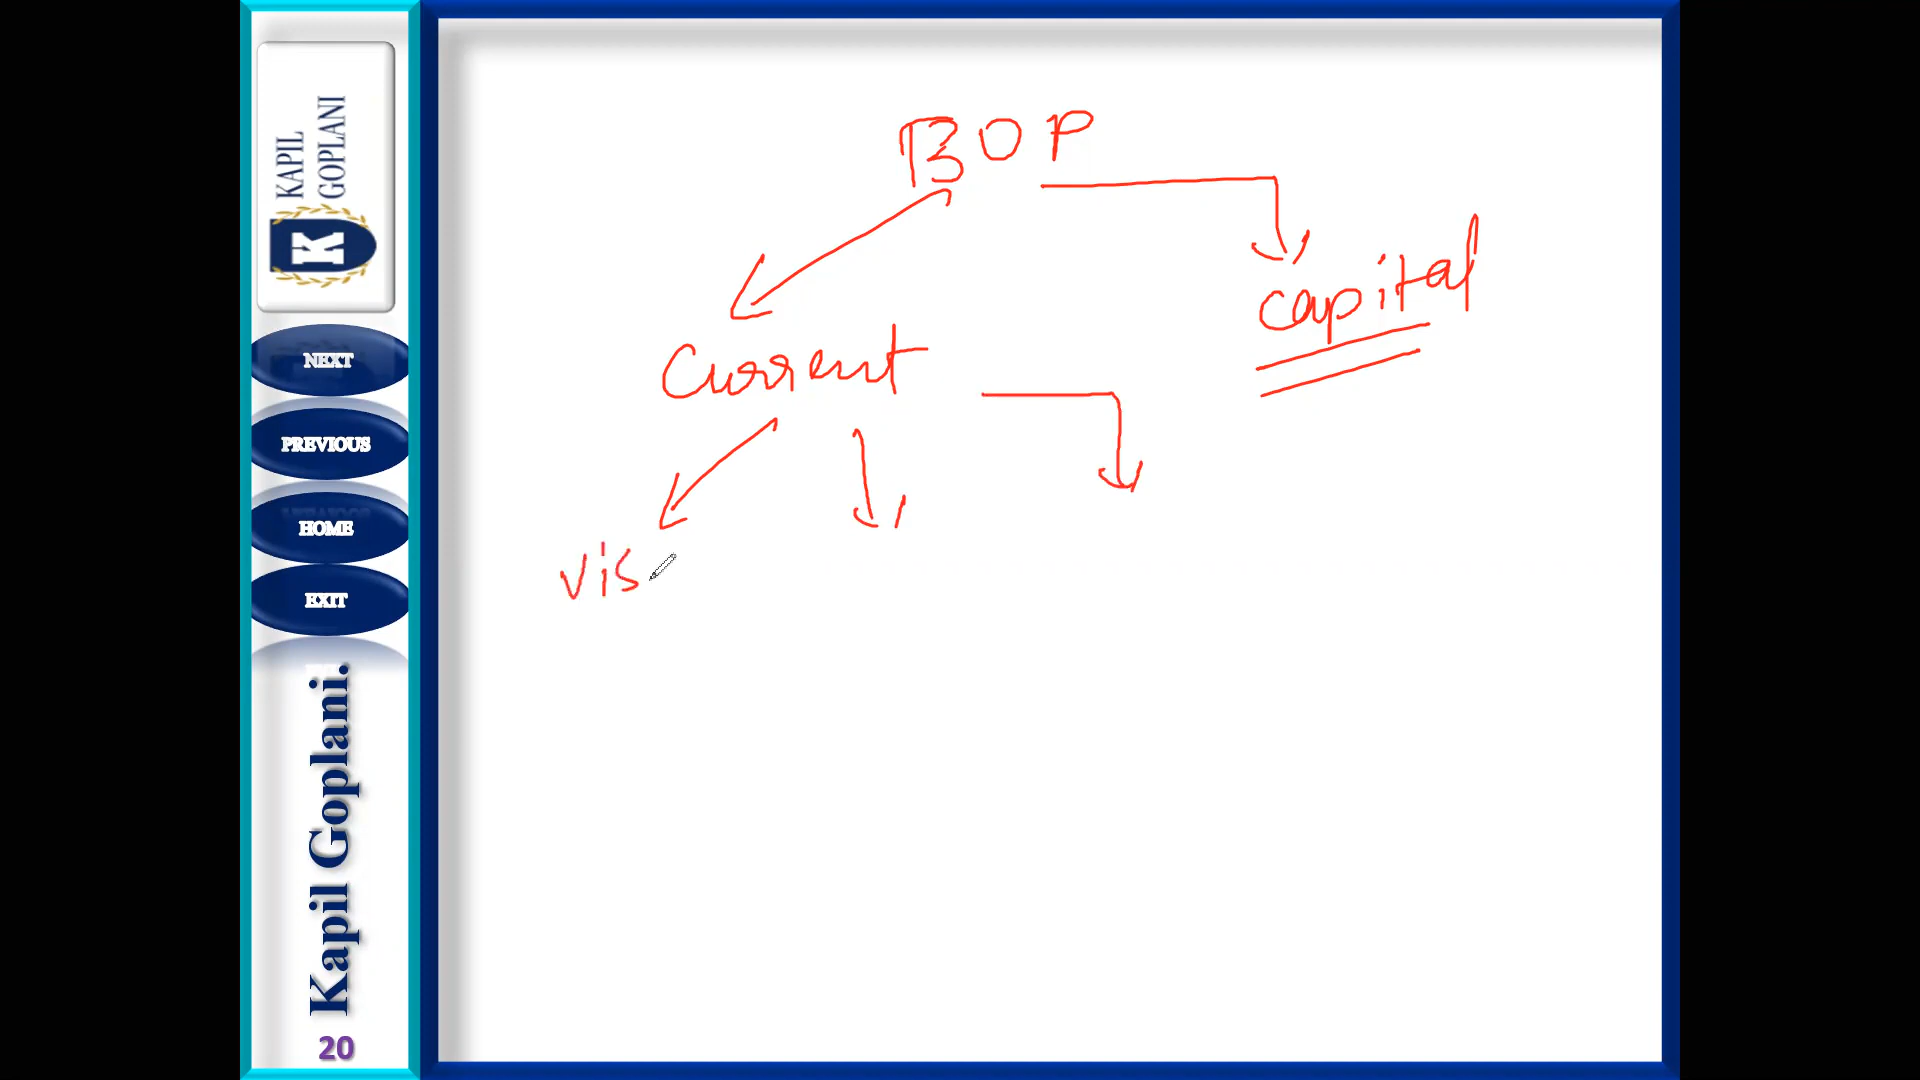 KAPIL
GOPLANI
K
NEXT
PREVIOUS
HOME
EXIT
Kapil Goplani.
20
BOP
Current
capital
vis